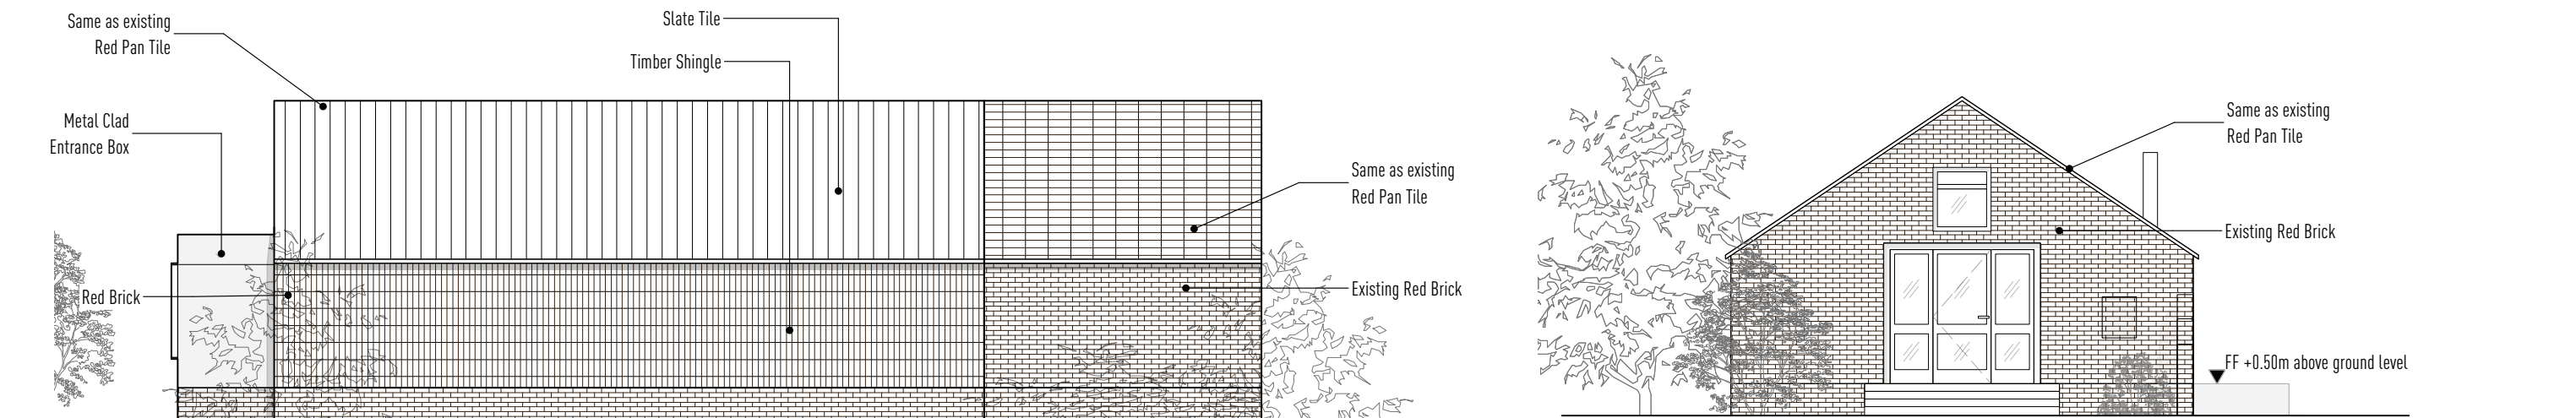 Same as existing
Red Pan Tile
Slate Tile
Timber Shingle
Metal Clad
Entrance Box
Red Brick
Same as existing
Red Pan Tile
Existing Red Brick
Same as existing
Red Pan Tile
Existing Red Brick
FF +0.50m above ground level